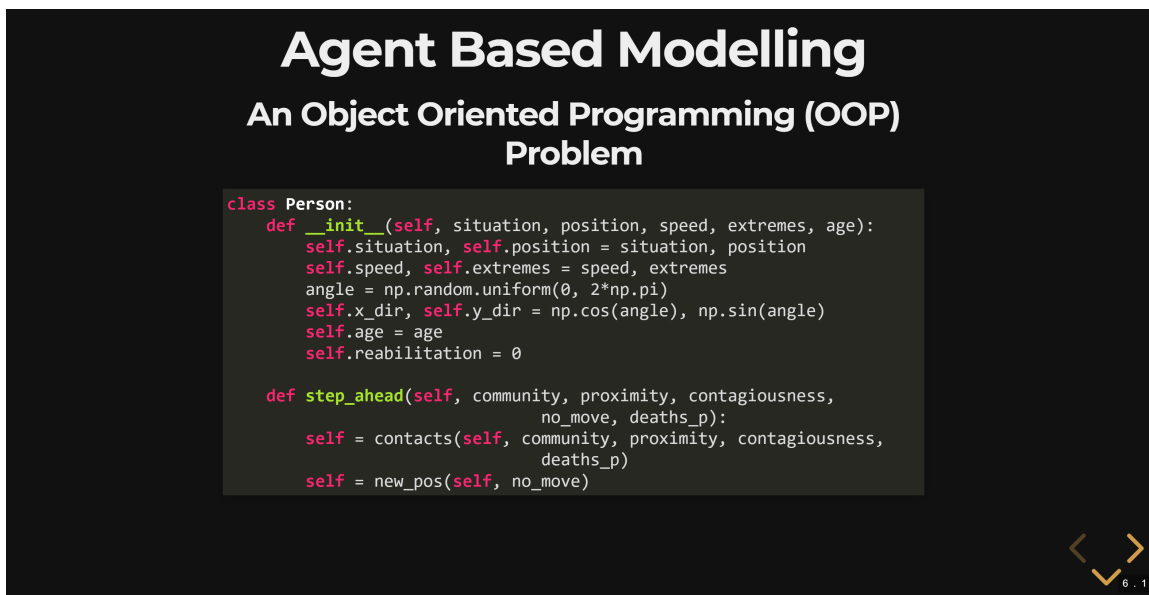 Agent Based Modelling
An Object Oriented Programming (OOP)
Problem
class Person:
    def __init__(self, situation, position, speed, extremes, age):
        self.situation, self.position = situation, position
        self.speed, self.extremes = speed, extremes
        angle = np.random.uniform(0, 2*np.pi)
        self.x_dir, self.y_dir = np.cos(angle), np.sin(angle)
        self.age = age
        self.reabilitation = 0
    def step_ahead(self, community, proximity, contagiousness,
                                no_move, deaths_p):
        self = contacts(self, community, proximity, contagiousness,
                                deaths_p)
        self = new_pos(self, no_move)
6 . 1